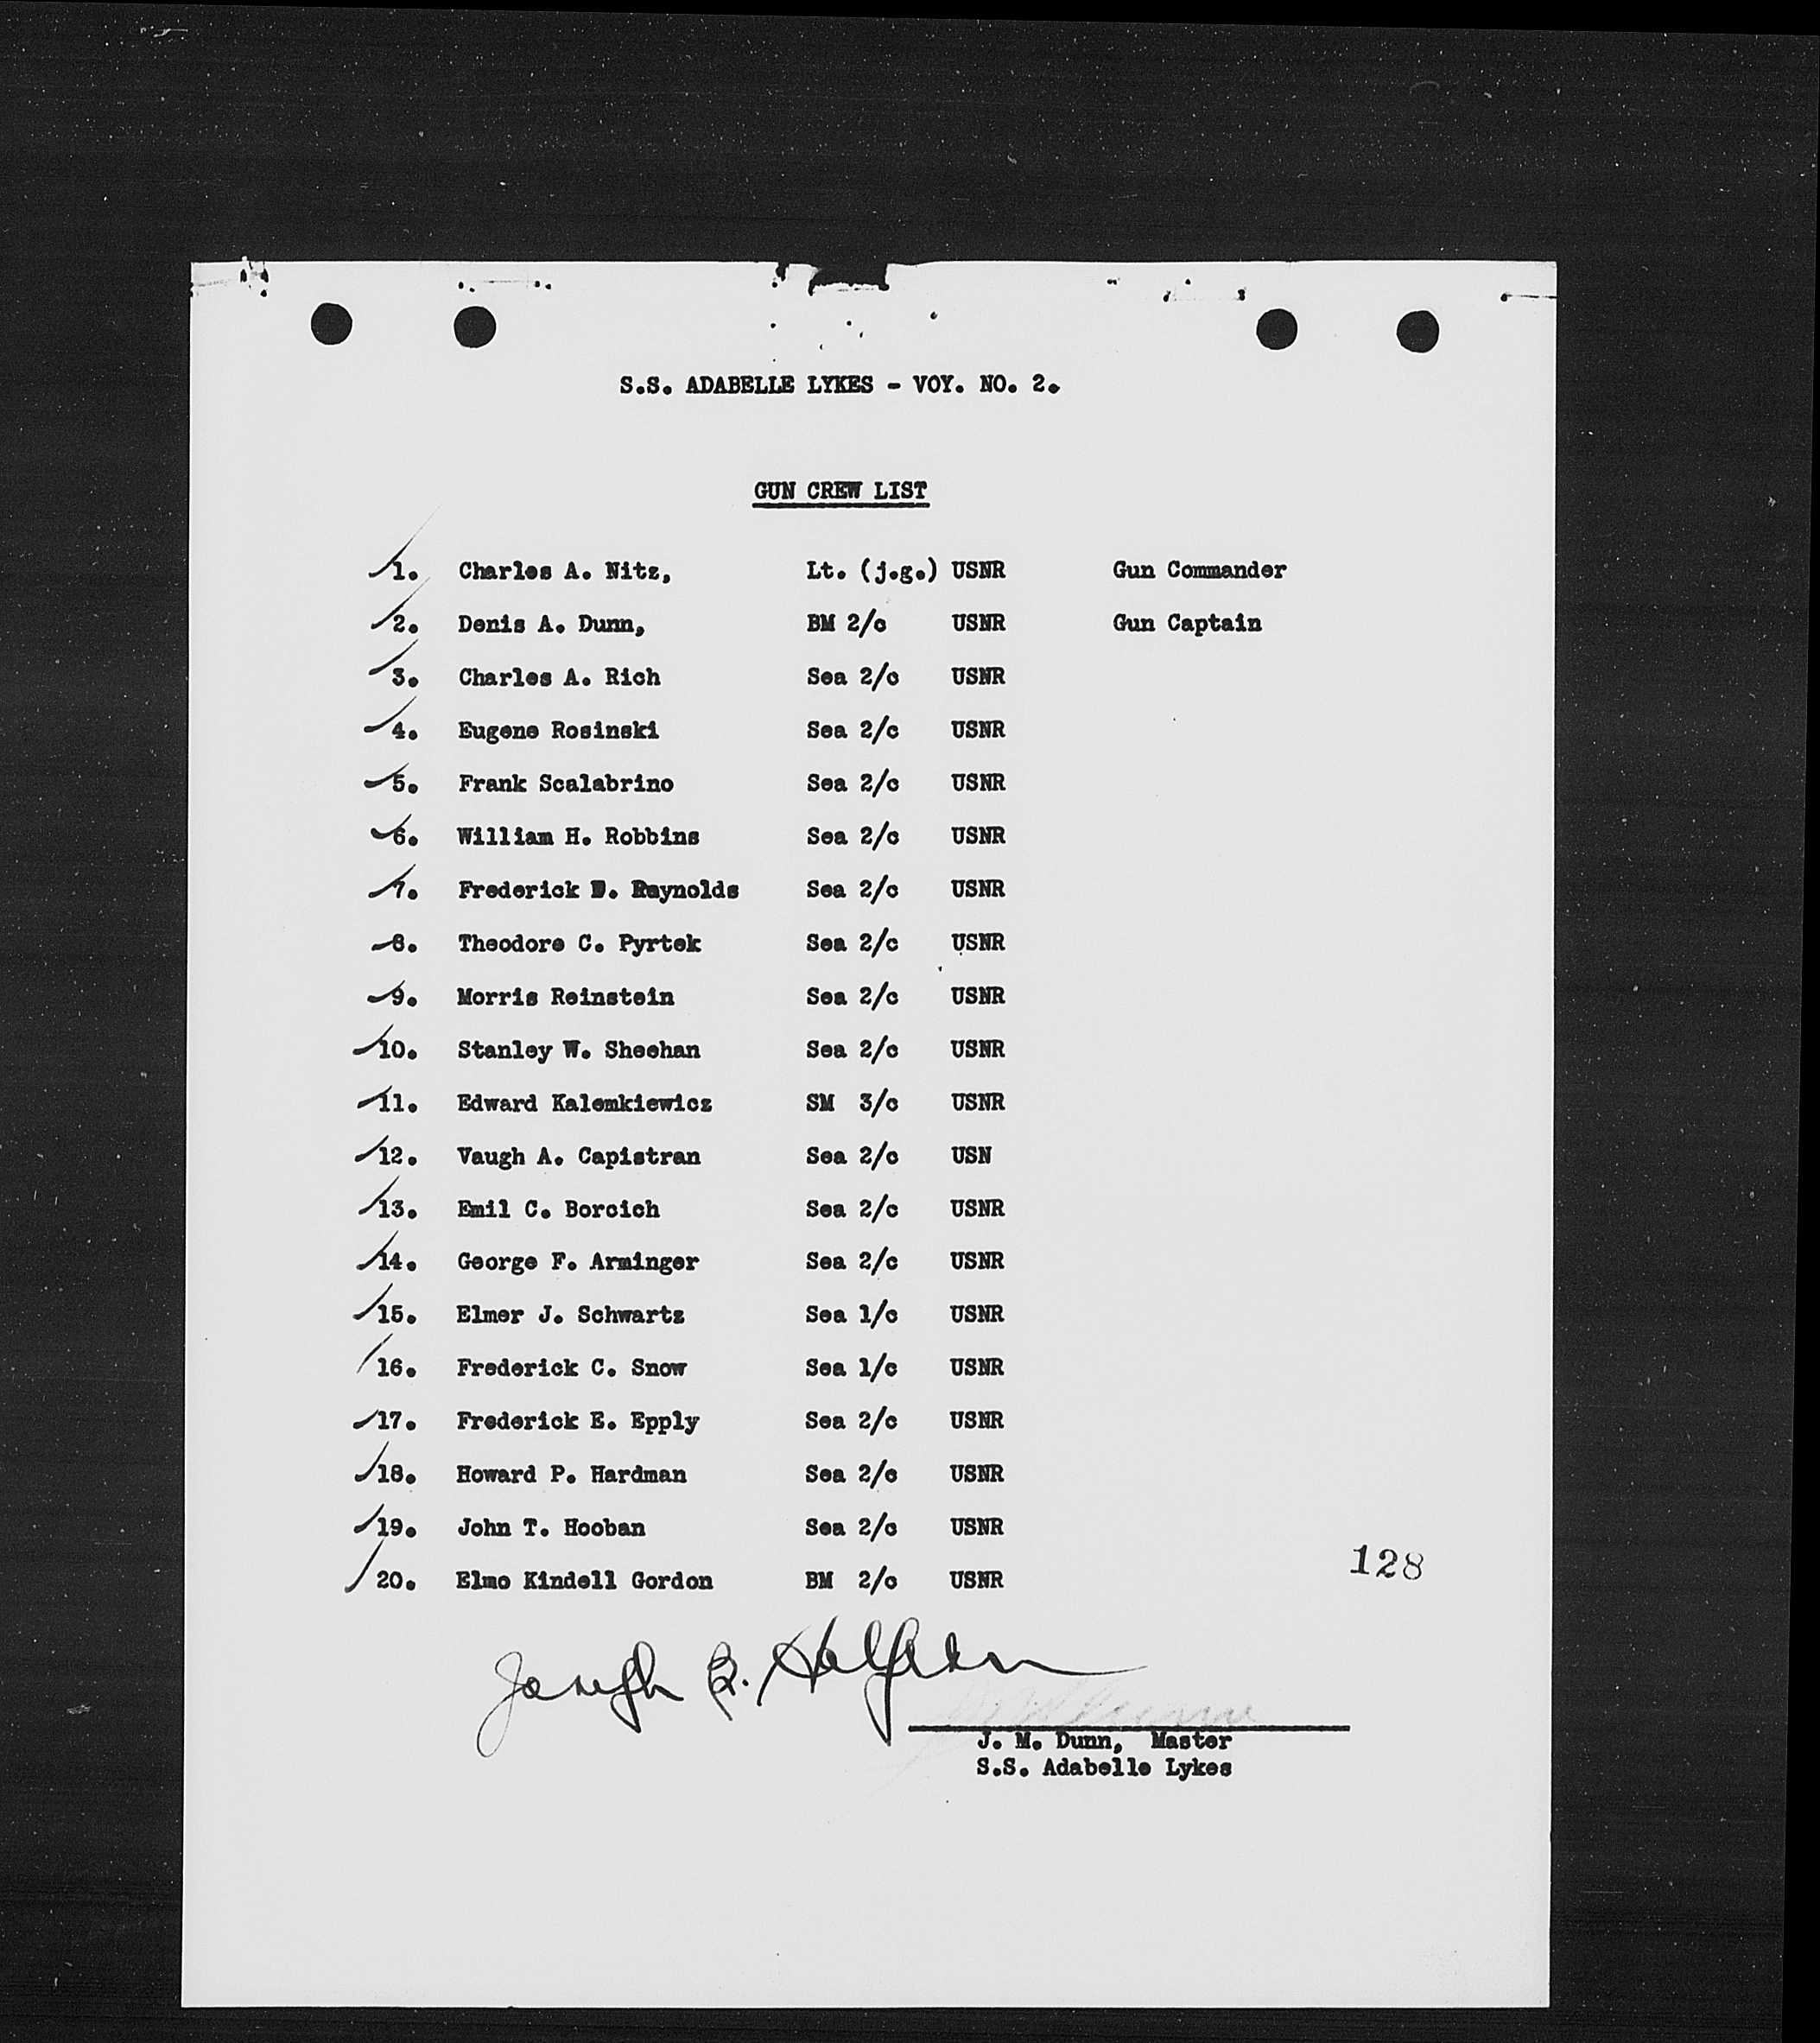 S.S. ADABELLE LYKES - VOY. NO. 2.
GUN CREW LIST
1. Charles A. Nitz, Lt. (j.g.) USNR Gun Commander
2. Denis A. Dunn, BM 2/c USNR Gun Captain
3. Charles A. Rich Sea 2/c USNR
4. Eugene Rosinski Sea 2/c USNR
5. Frank Scalabrino Sea 2/c USNR
6. William H. Robbins Sea 2/c USNR
7. Frederick D. Raynolds Sea 2/c USNR
8. Theodore C. Pyrtek Sea 2/c USNR
9. Morris Reinstein Sea 2/c USNR
10. Stanley W. Sheehan Sea 2/c USNR
11. Edward Kalemkiewicz SM 3/c USNR
12. Vaugh A. Capistran Sea 2/c USN
13. Emil C. Borcich Sea 2/c USNR
14. George F. Arminger Sea 2/c USNR
15. Elmer J. Schwartz Sea 1/c USNR
16. Frederick C. Snow Sea 1/c USNR
17. Frederick E. Epply Sea 2/c USNR
18. Howard P. Hardman Sea 2/c USNR
19. John T. Hooban Sea 2/c USNR
128
20. Elmo Kindell Gordon BM 2/c USNR
Joseph B.
J. M. Dunn, Master
S.S. Adabelle Lykes